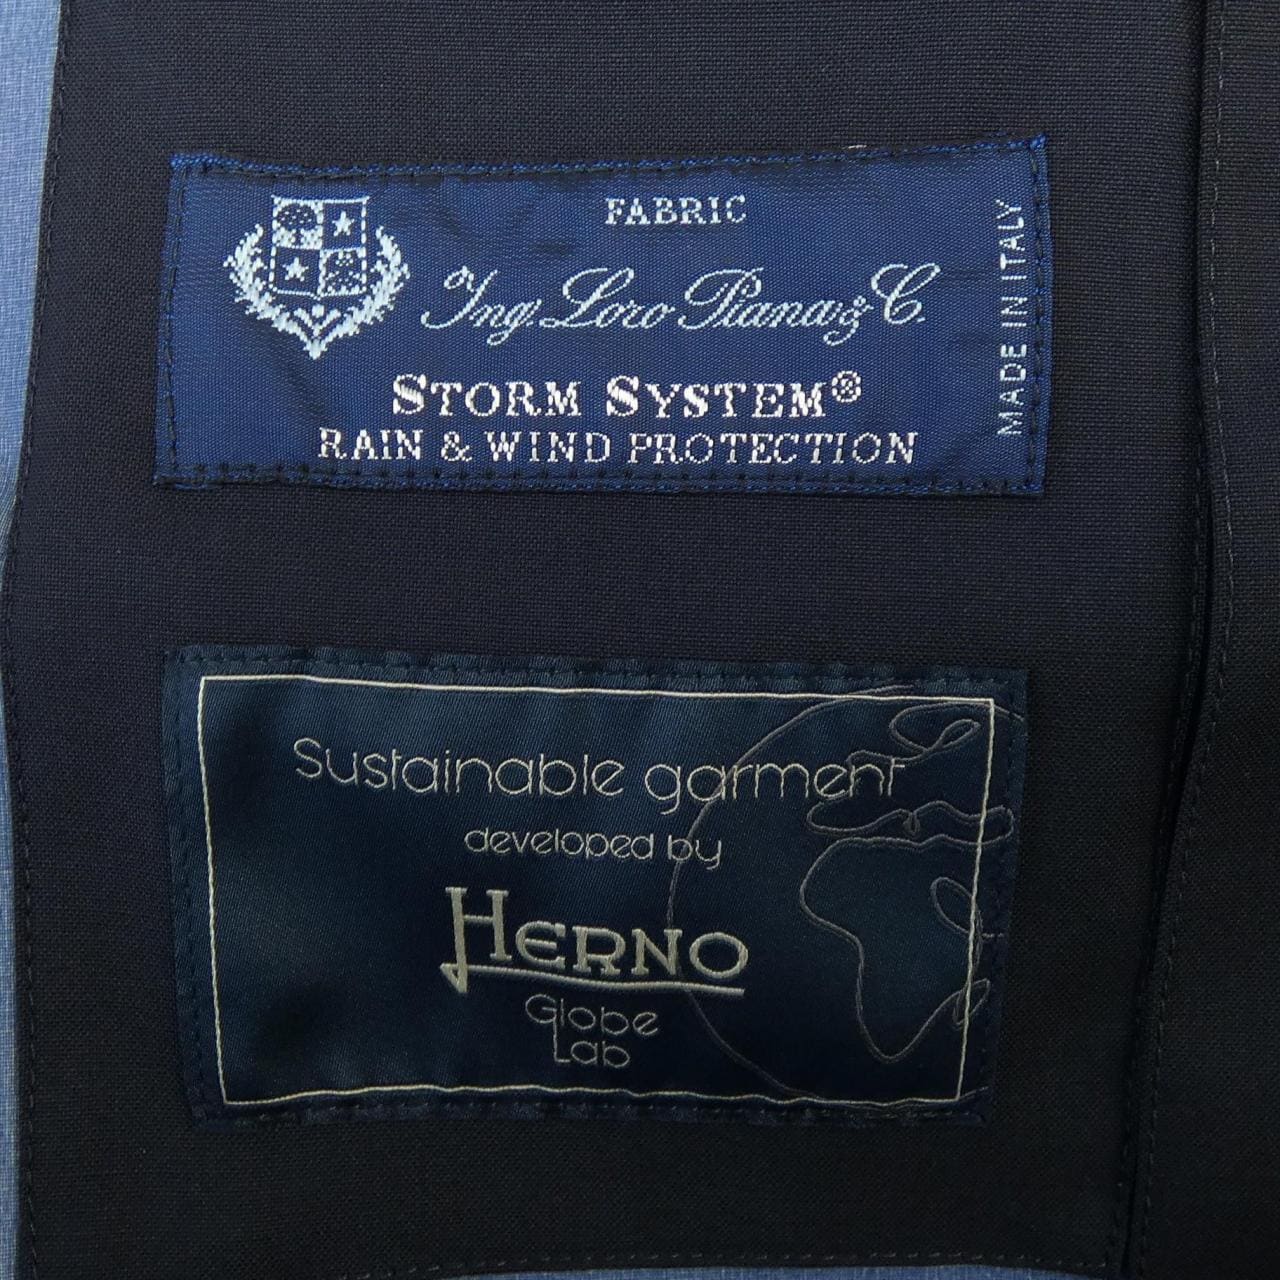 FABRIC
Ing. Loro Piana & C.
STORM SYSTEM®
RAIN & WIND PROTECTION
MADE IN ITALY
Sustainable garment
developed by
HERNO
Globe
Lab